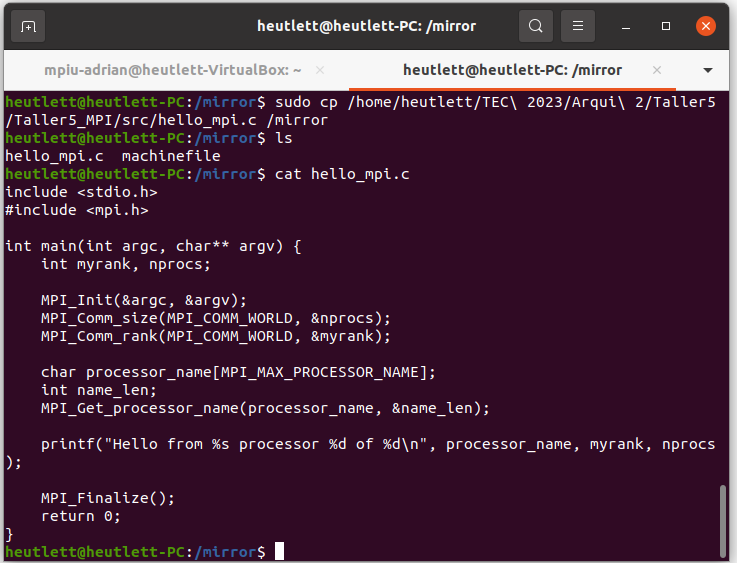 heutlett@heutlett-PC: /mirror
mpiu-adrian@heutlett-VirtualBox: ~
heutlett@heutlett-PC: /mirror
heutlett@heutlett-PC:/mirror$ sudo cp /home/heutlett/TEC\ 2023/Arqui\ 2/Taller5
/Taller5_MPI/src/hello_mpi.c /mirror
heutlett@heutlett-PC:/mirror$ ls
hello_mpi.c  machinefile
heutlett@heutlett-PC:/mirror$ cat hello_mpi.c
include <stdio.h>
#include <mpi.h>

int main(int argc, char** argv) {
    int myrank, nprocs;

    MPI_Init(&argc, &argv);
    MPI_Comm_size(MPI_COMM_WORLD, &nprocs);
    MPI_Comm_rank(MPI_COMM_WORLD, &myrank);

    char processor_name[MPI_MAX_PROCESSOR_NAME];
    int name_len;
    MPI_Get_processor_name(processor_name, &name_len);

    printf("Hello from %s processor %d of %d\n", processor_name, myrank, nprocs
);

    MPI_Finalize();
    return 0;
}
heutlett@heutlett-PC:/mirror$